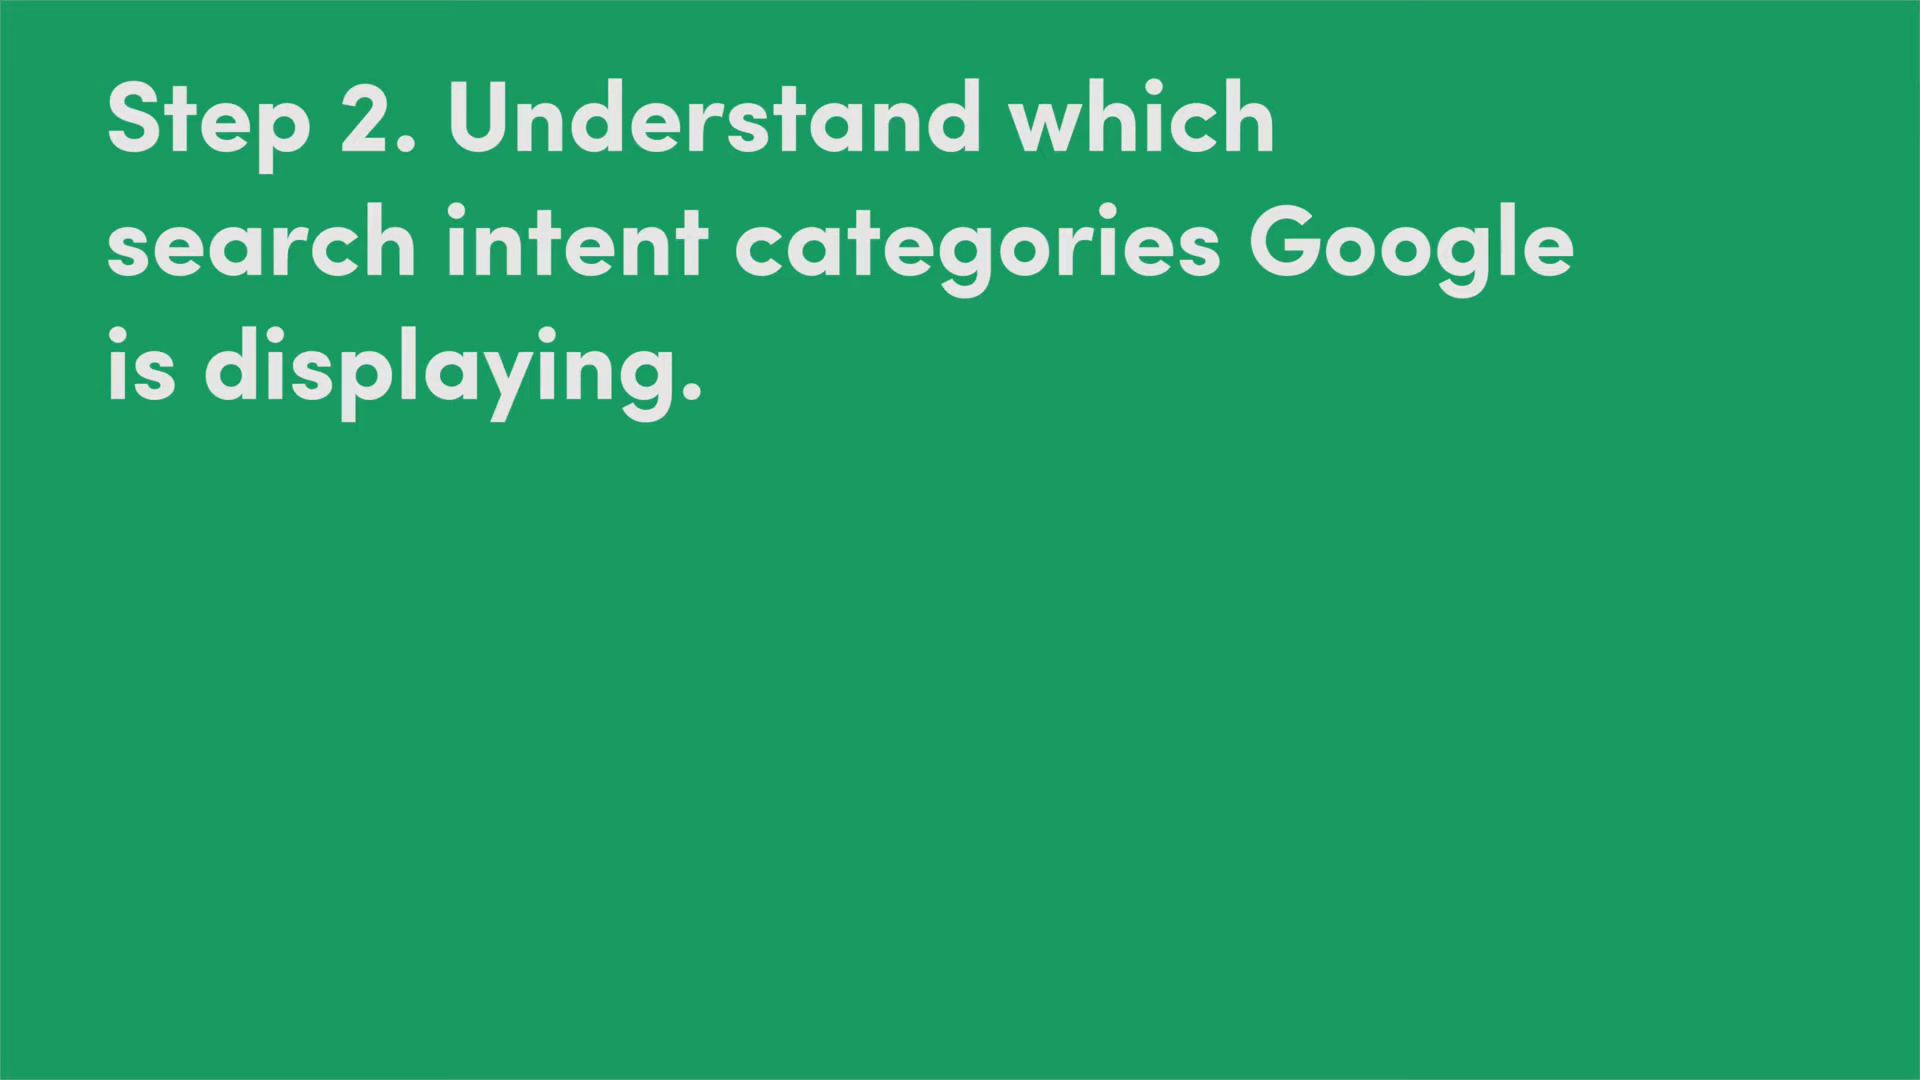 Step 2. Understand which
search intent categories Google
is displaying.